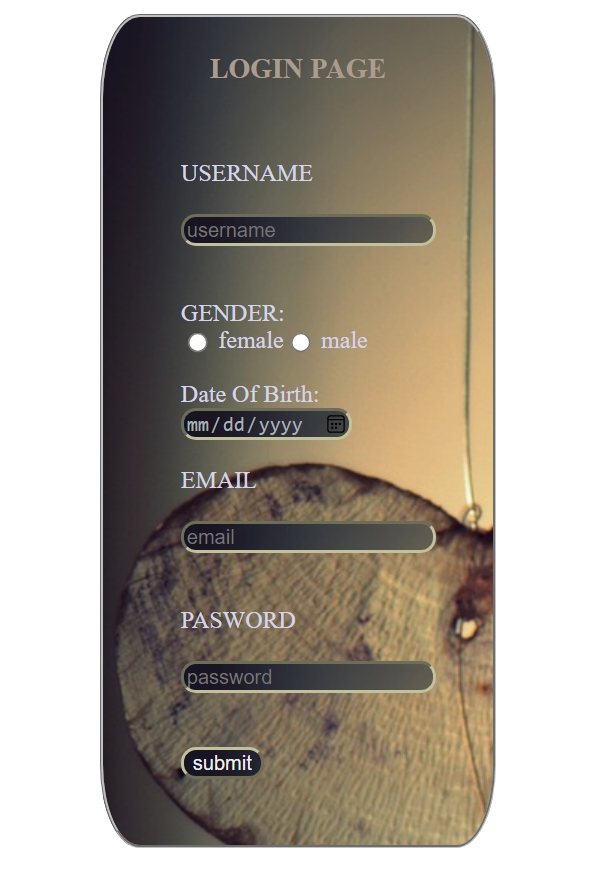 LOGIN PAGE
USERNAME
username
GENDER:
female male
Date Of Birth:
mm/dd/yyyy
EMAIL
email
PASWORD
password
submit